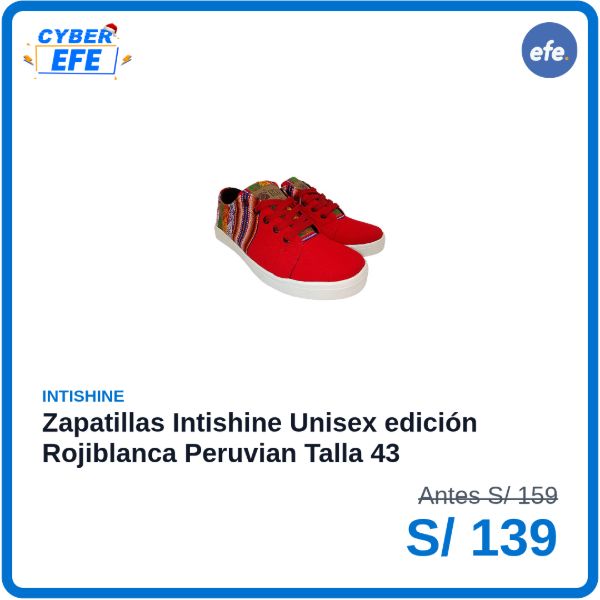 CYBER
EFE
efe.
INTISHINE
Zapatillas Intishine Unisex edición
Rojiblanca Peruvian Talla 43
Antes S/ 159
S/ 139